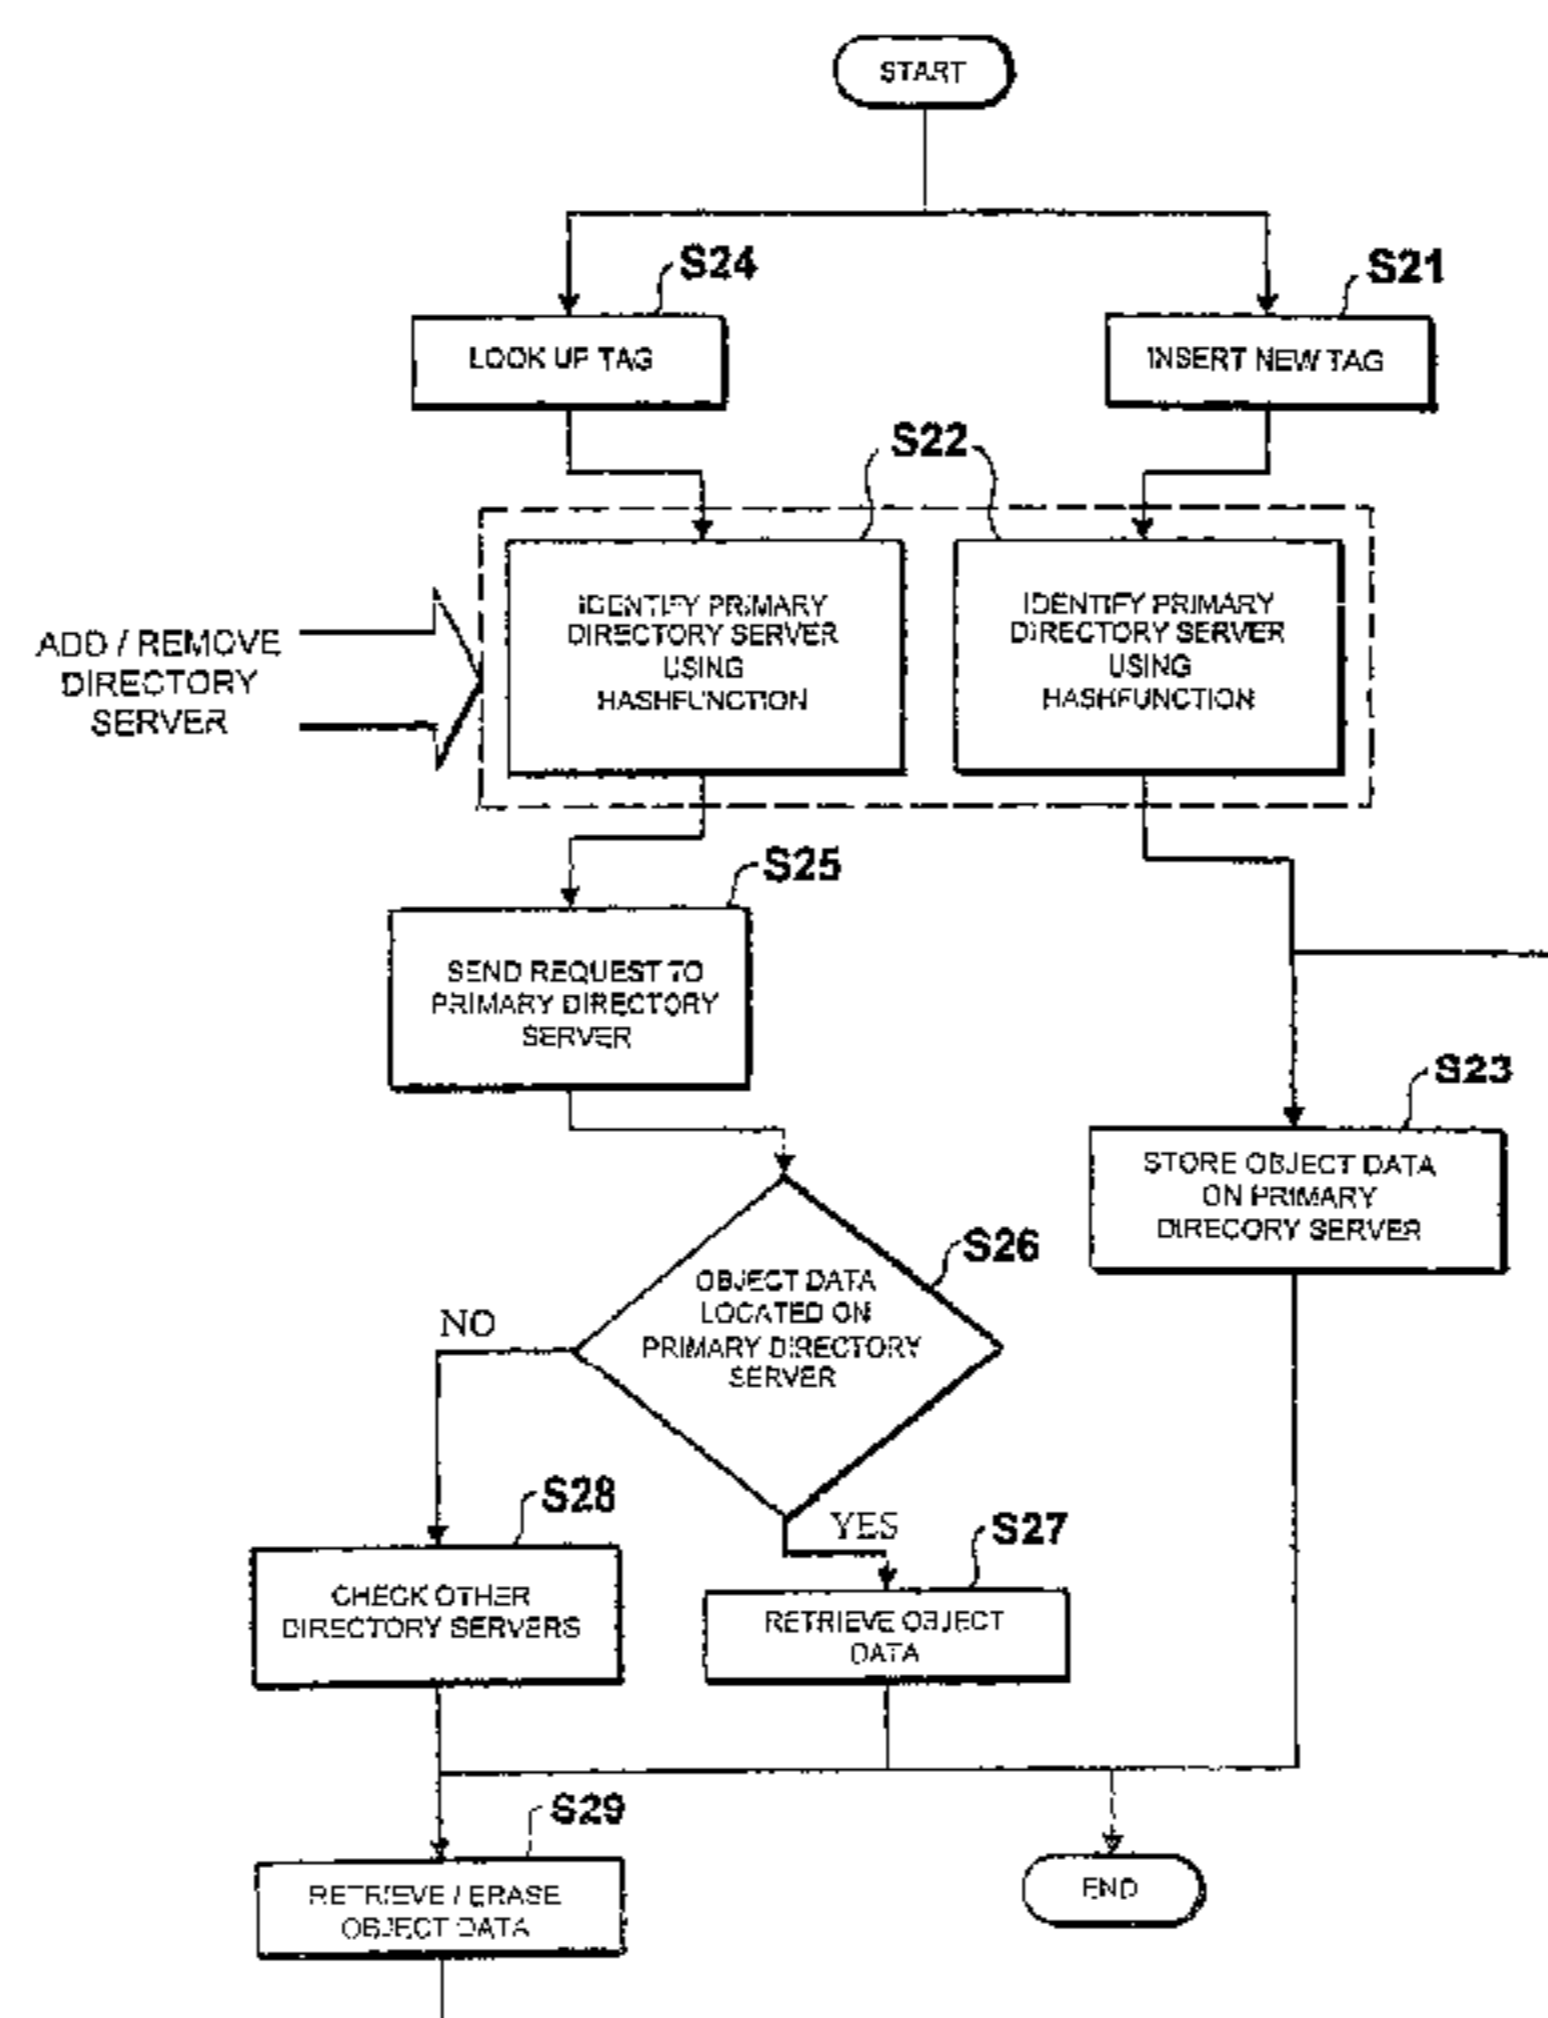 START
S24
S21
LOOK UP TAG
INSERT NEW TAG
S22
ADD / REMOVE
DIRECTORY
SERVER
IDENTIFY PRIMARY
DIRECTORY SERVER
USING
HASHFUNCTION
IDENTIFY PRIMARY
DIRECTORY SERVER
USING
HASHFUNCTION
S25
SEND REQUEST TO
PRIMARY DIRECTORY
SERVER
S23
STORE OBJECT DATA
ON PRIMARY
DIRECORY SERVER
S26
OBJECT DATA
LOCATED ON
PRIMARY DIRECTORY
SERVER
NO
YES
S28
S27
CHECK OTHER
DIRECTORY SERVERS
RETRIEVE OBJECT
DATA
S29
RETRIEVE / ERASE
OBJECT DATA
END